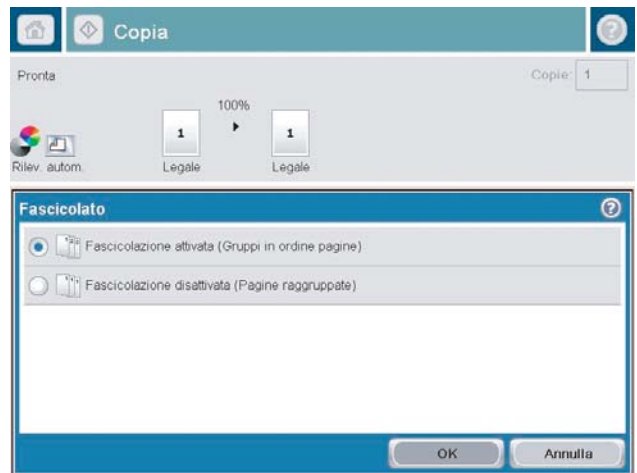 Copia
Pronta
Copie: 1
100%
1 1
Rilev. autom. Legale Legale
Fascicolato
Fascicolazione attivata (Gruppi in ordine pagine)
Fascicolazione disattivata (Pagine raggruppate)
OK Annulla